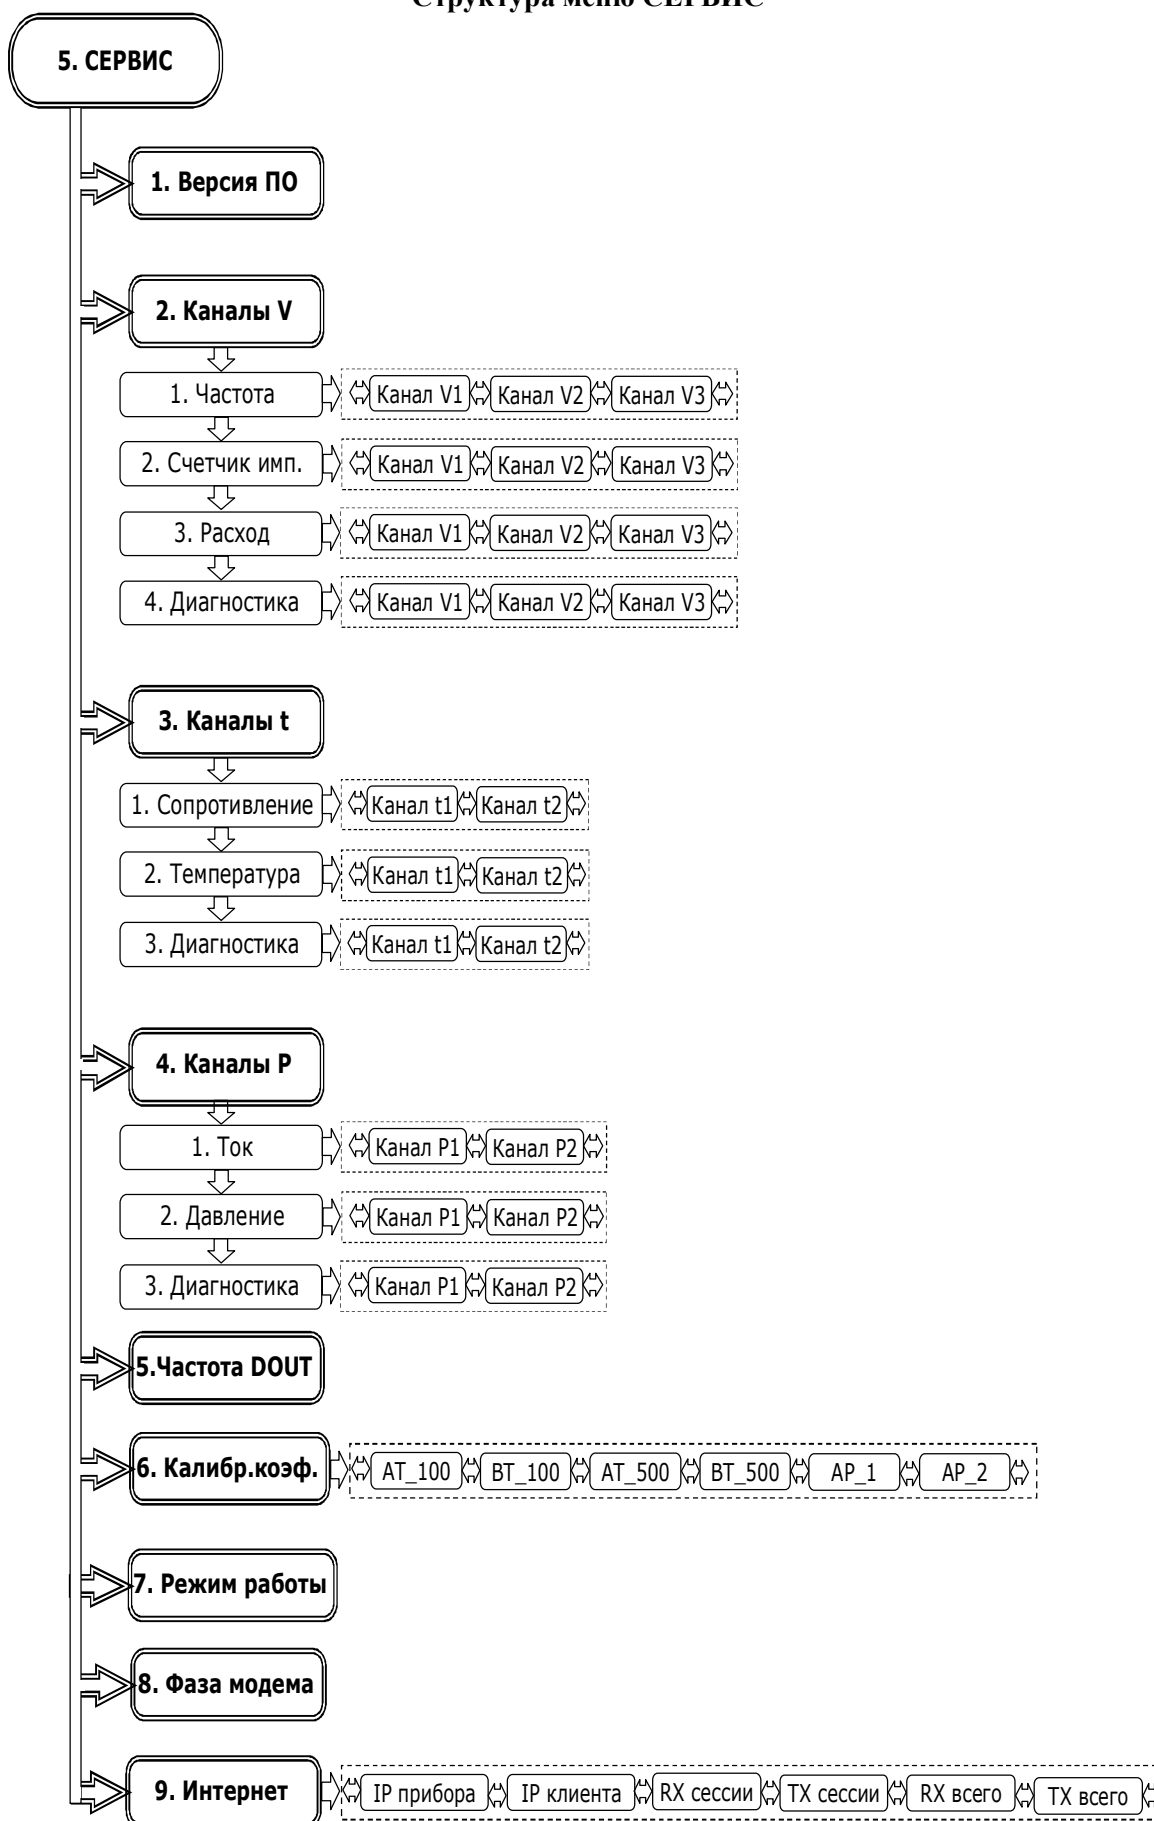 Структура меню СЕРВИС
5. СЕРВИС
1. Версия ПО
2. Каналы V
1. Частота Канал V1 Канал V2 Канал V3
2. Счетчик имп. Канал V1 Канал V2 Канал V3
3. Расход Канал V1 Канал V2 Канал V3
4. Диагностика Канал V1 Канал V2 Канал V3
3. Каналы t
1. Сопротивление Канал t1 Канал t2
2. Температура Канал t1 Канал t2
3. Диагностика Канал t1 Канал t2
4. Каналы P
1. Ток Канал P1 Канал P2
2. Давление Канал P1 Канал P2
3. Диагностика Канал P1 Канал P2
5.Частота DOUT
6. Калибр.коэф. AT_100 BT_100 AT_500 BT_500 AP_1 AP_2
7. Режим работы
8. Фаза модема
9. Интернет IP прибора IP клиента RX сессии TX сессии RX всего TX всего